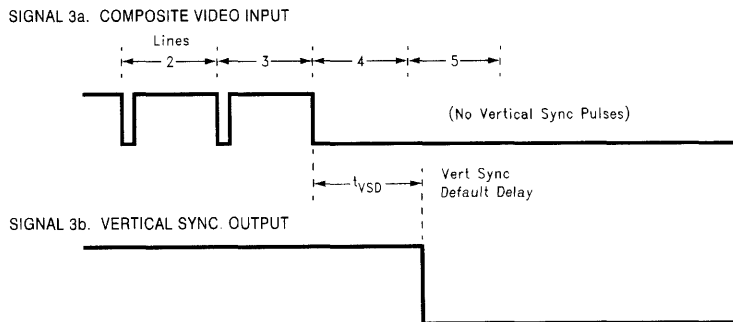 SIGNAL 3a. COMPOSITE VIDEO INPUT
Lines
2 3 4 5
(No Vertical Sync Pulses)
tVSD
Vert Sync
Default Delay
SIGNAL 3b. VERTICAL SYNC. OUTPUT